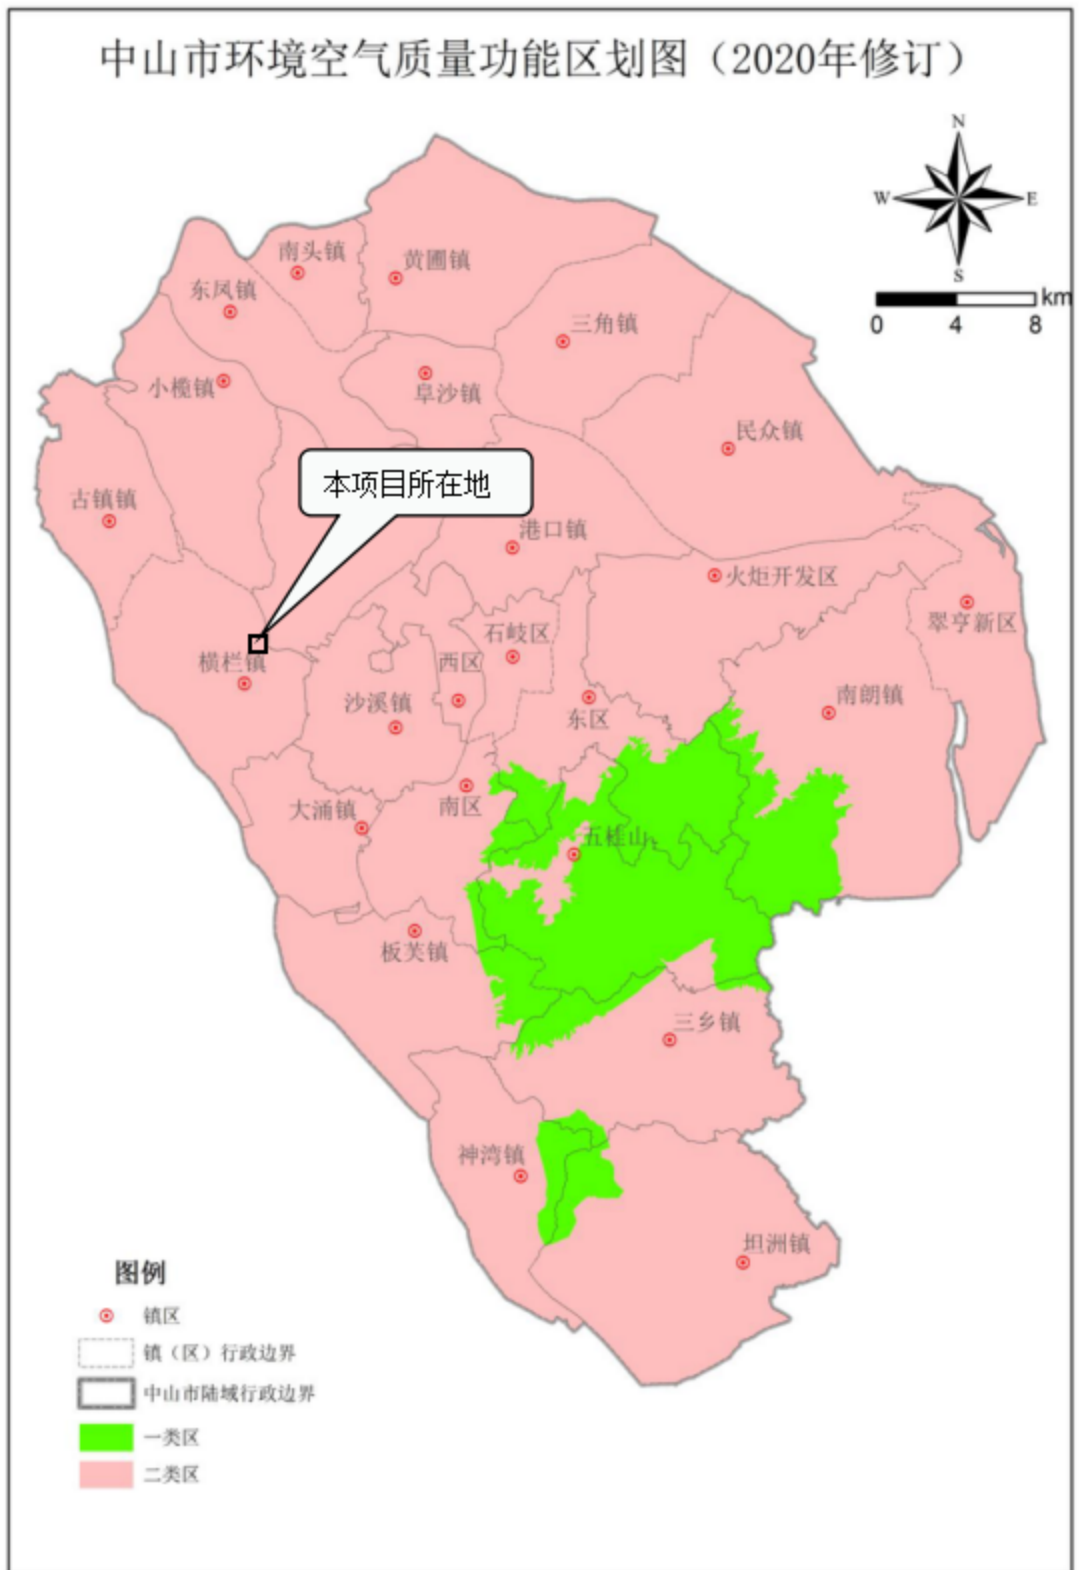 中山市环境空气质量功能区划图（2020年修订）
N
W
E
S
km
0
4
8
南头镇
黄圃镇
东凤镇
三角镇
小榄镇
阜沙镇
民众镇
本项目所在地
古镇镇
港口镇
火炬开发区
翠亨新区
石岐区
横栏镇
西区
沙溪镇
东区
南朗镇
大涌镇
南区
五桂山
板芙镇
三乡镇
神湾镇
坦洲镇
图例
镇区
镇（区）行政边界
中山市陆域行政边界
一类区
二类区